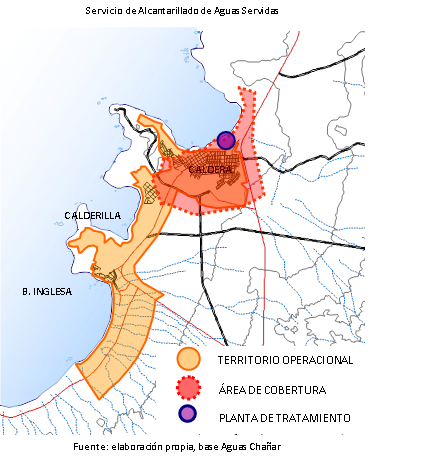 Servicio de Alcantarillado de Aguas Servidas
CALDERA
CALDERILLA
B. INGLESA
TERRITORIO OPERACIONAL
ÁREA DE COBERTURA
PLANTA DE TRATAMIENTO
Fuente: elaboración propia, base Aguas Chañar